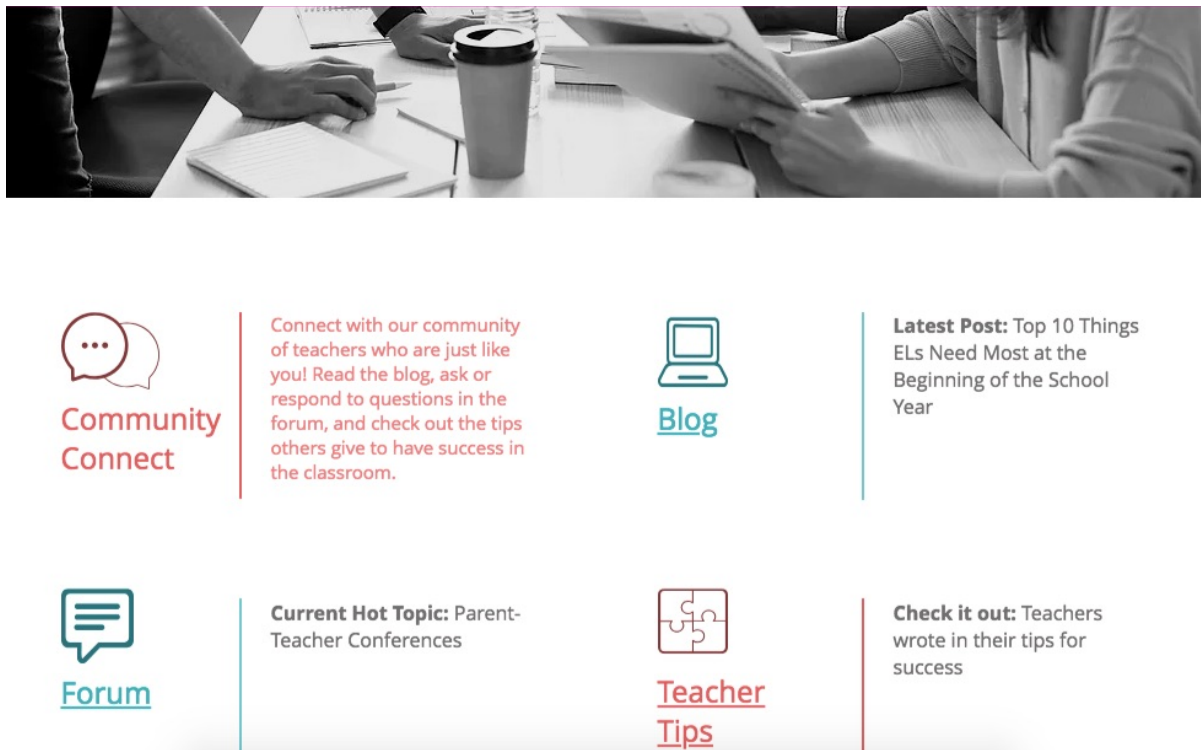 Community
Connect
Connect with our community
of teachers who are just like
you! Read the blog, ask or
respond to questions in the
forum, and check out the tips
others give to have success in
the classroom.
Blog
Latest Post: Top 10 Things
ELs Need Most at the
Beginning of the School
Year
Forum
Current Hot Topic: Parent-
Teacher Conferences
Teacher
Tips
Check it out: Teachers
wrote in their tips for
success